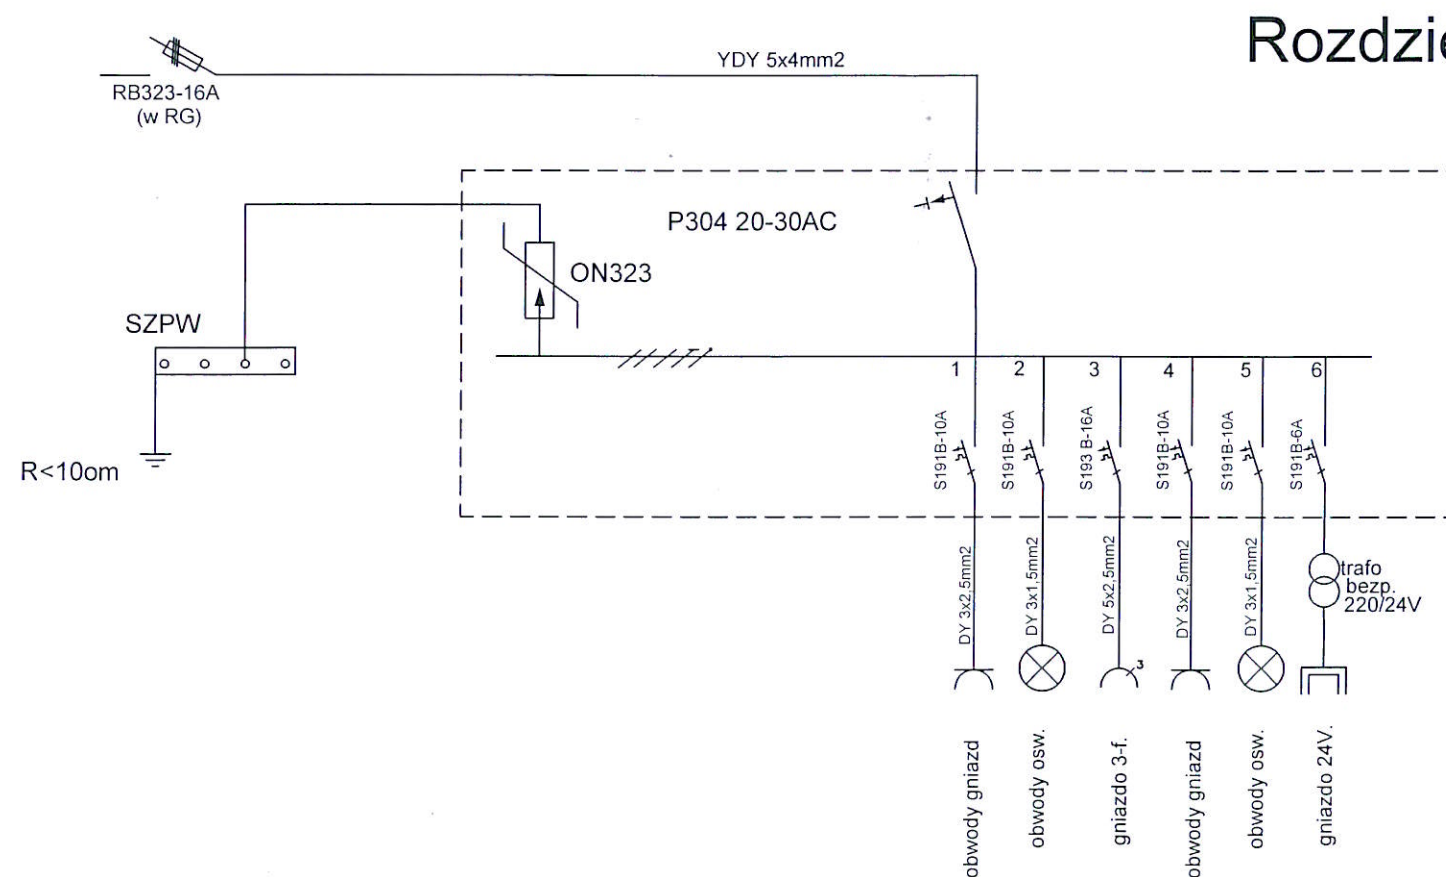 Rozdzie
YDY 5x4mm2
RB323-16A
(w RG)
P304 20-30AC
ON323
SZPW
R<10om
1
2
3
4
5
6
S191B-10A
S191B-10A
S193 B-16A
S191B-10A
S191B-10A
S191B-6A
DY 3x2,5mm2
DY 3x1,5mm2
DY 5x2,5mm2
DY 3x2,5mm2
DY 3x1,5mm2
trafo
bezp.
220/24V
3
obwody gniazd
obwody osw.
gniazdo 3-f.
obwody gniazd
obwody osw.
gniazdo 24V.